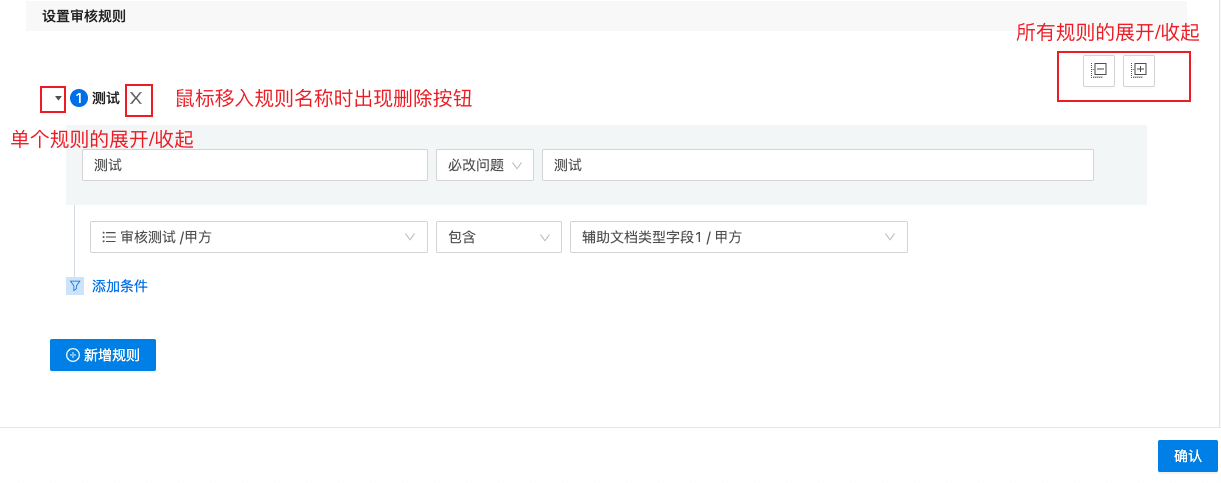 设置审核规则
所有规则的展开/收起
1 测试 X 鼠标移入规则名称时出现删除按钮
单个规则的展开/收起
测试 必改问题 测试
审核测试 /甲方 包含 辅助文档类型字段1 / 甲方
添加条件
新增规则
确认